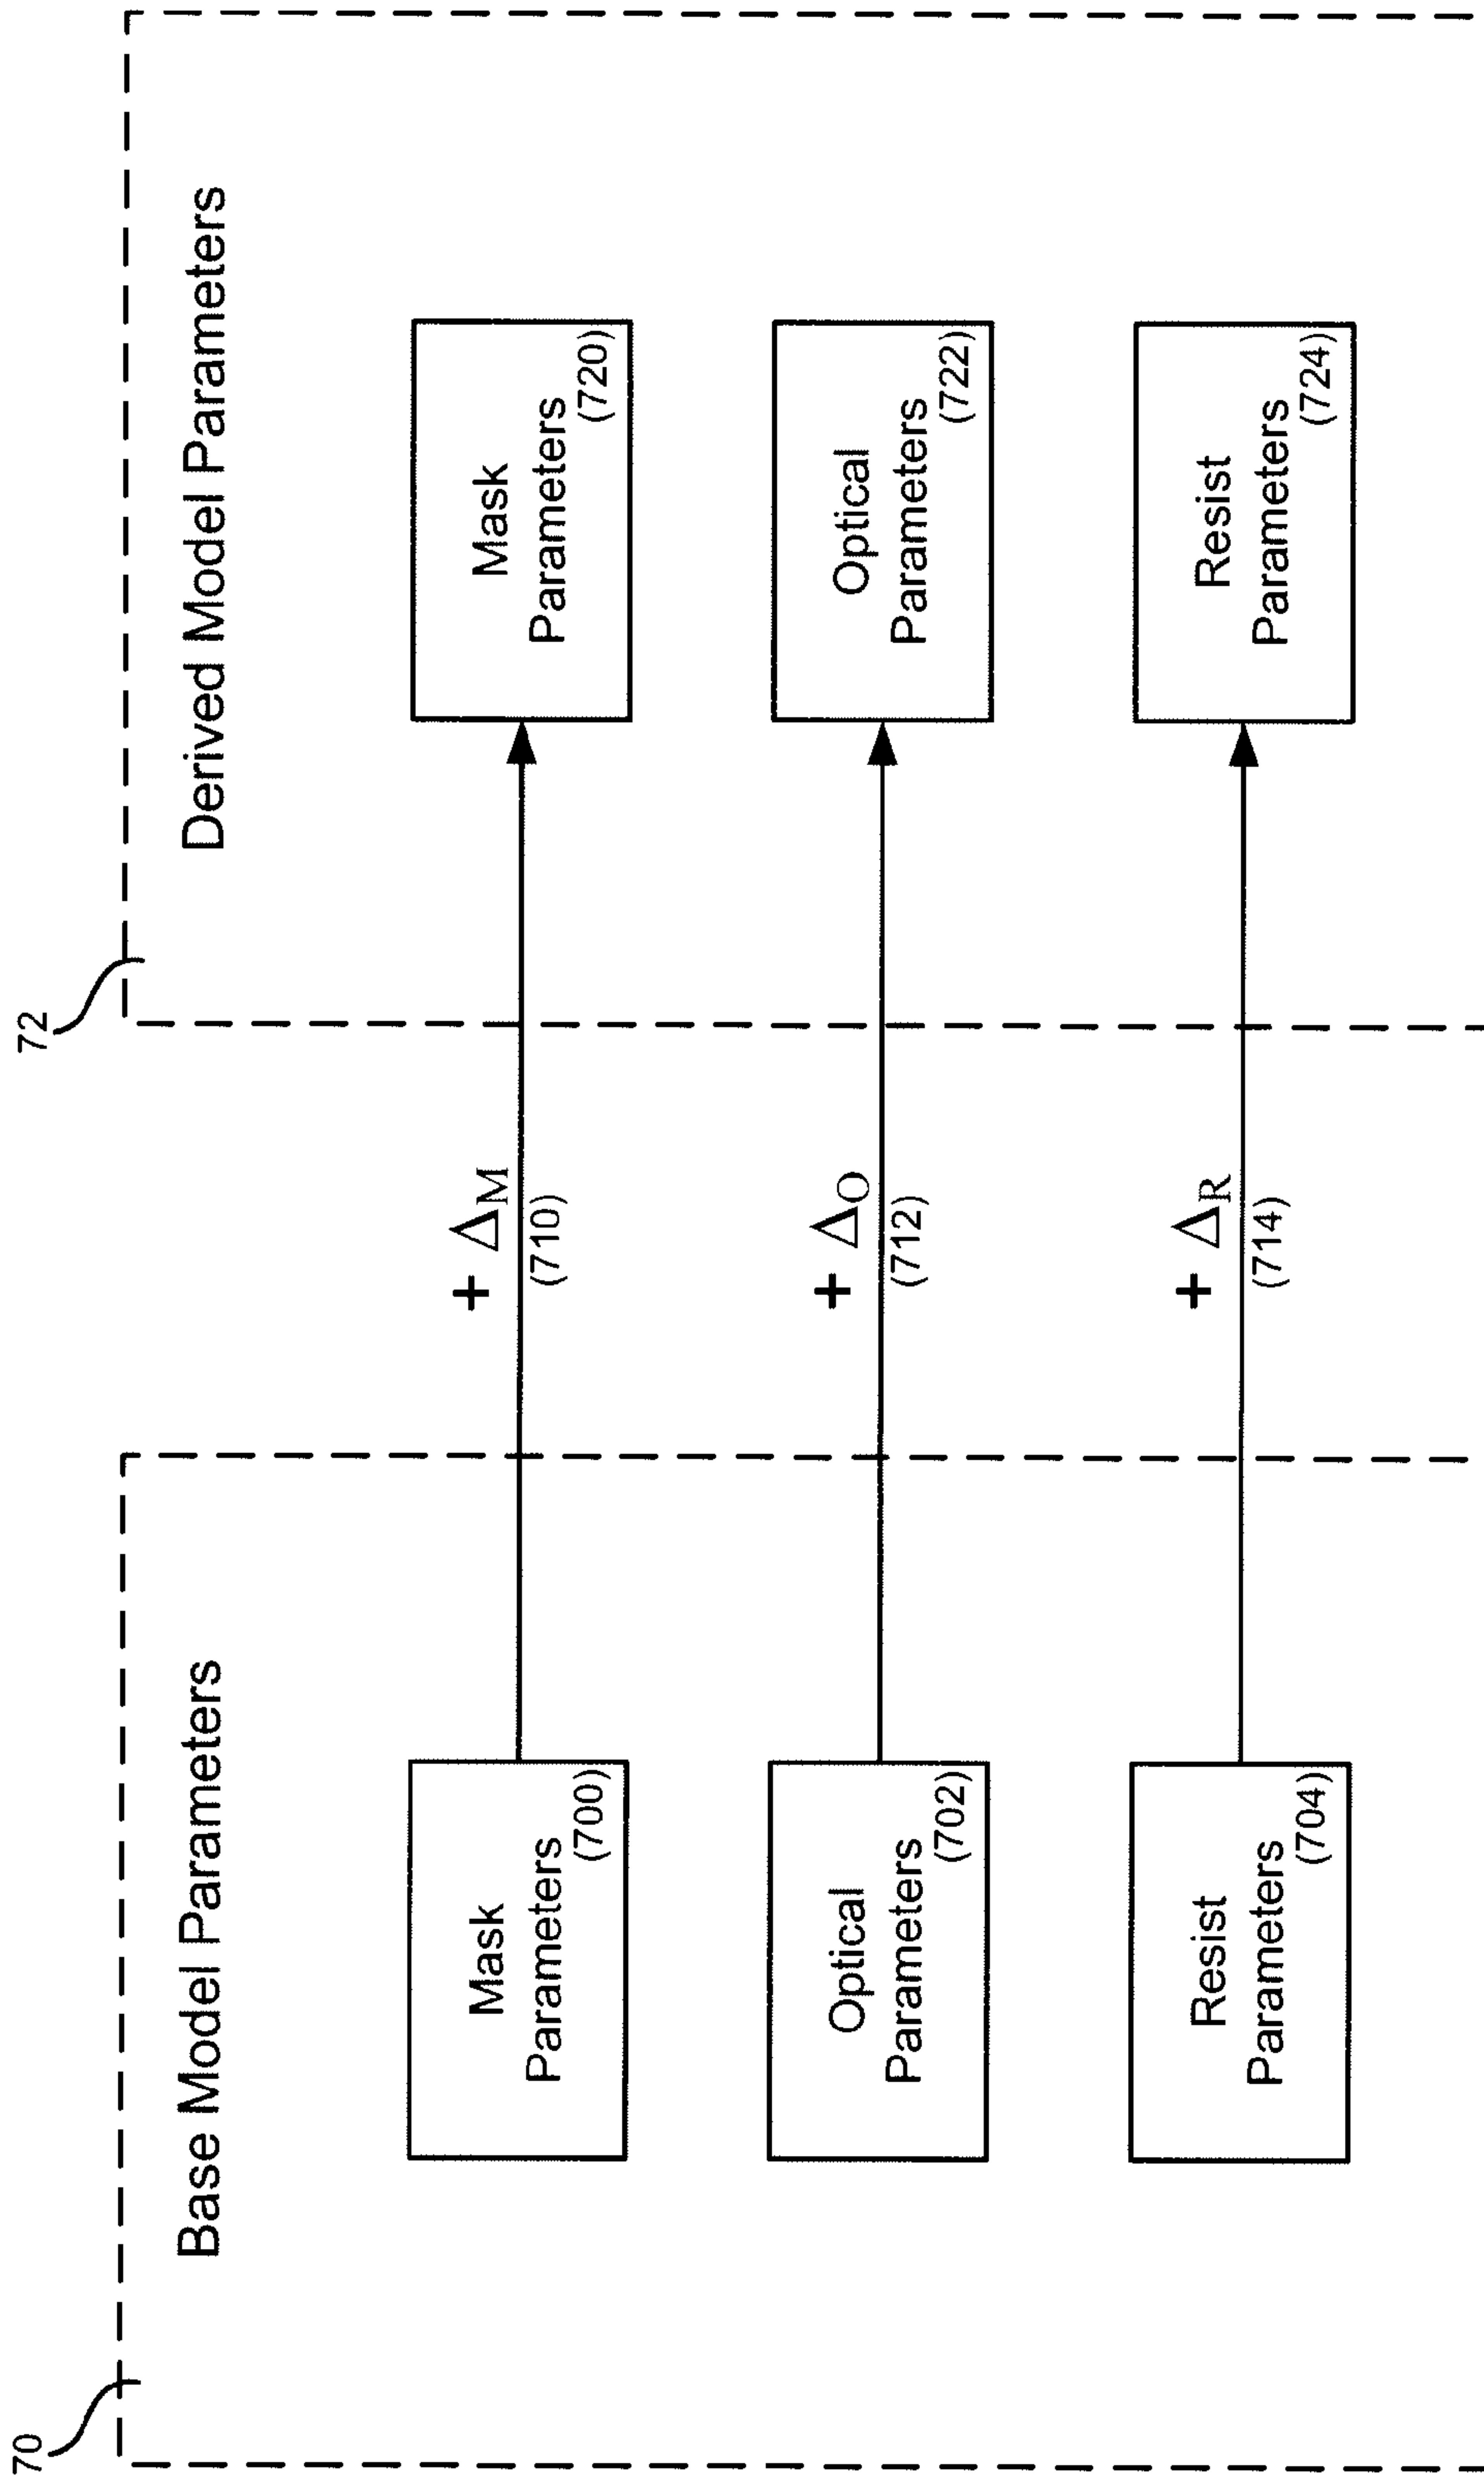 70
72
Base Model Parameters
Derived Model Parameters
Mask
Parameters
(700)
+ ΔM
(710)
Mask
Parameters
(720)
Optical
Parameters
(702)
+ ΔO
(712)
Optical
Parameters
(722)
Resist
Parameters
(704)
+ ΔR
(714)
Resist
Parameters
(724)